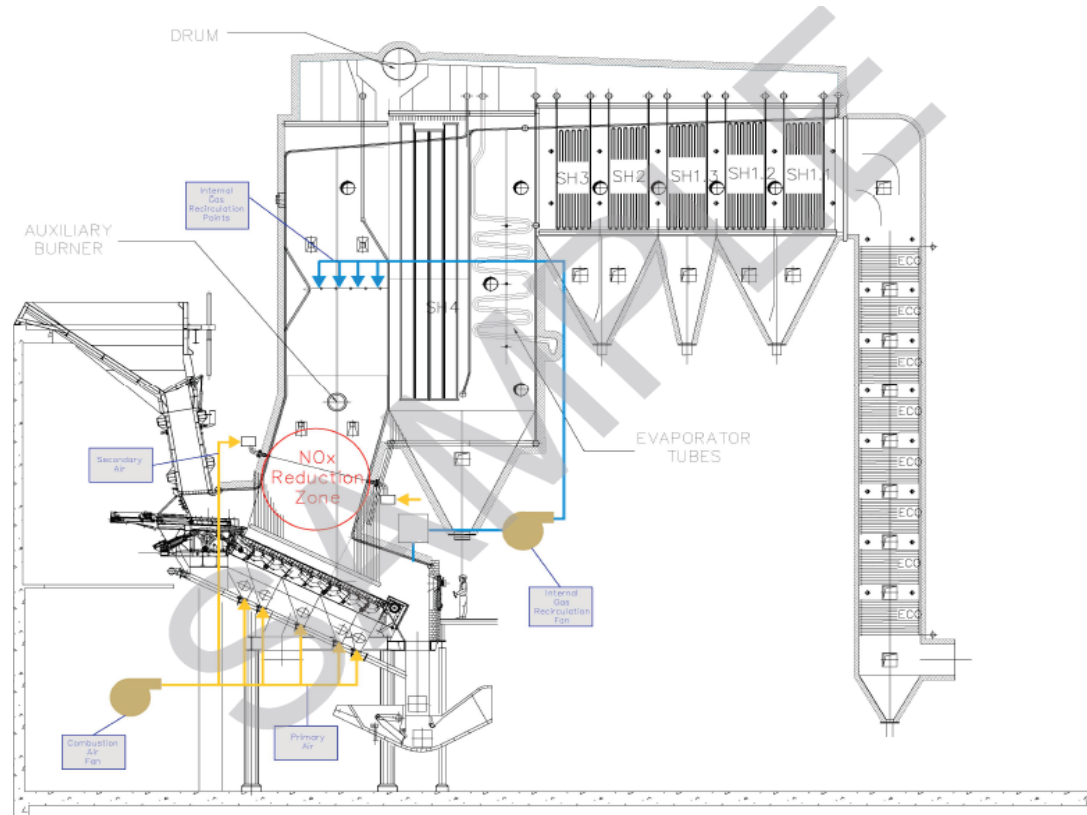 DRUM
Internal
Gas
Recirculation
Points
AUXILIARY
BURNER
SH3
SH2
SH1.3
SH1.2
SH1.1
SH4
ECO
ECO
ECO
ECO
ECO
ECO
ECO
EVAPORATOR
TUBES
Secondary
Air
NOx
Reduction
Zone
Internal
Gas
Recirculation
Fan
Combustion
Air
Fan
Primary
Air
SAMPLE